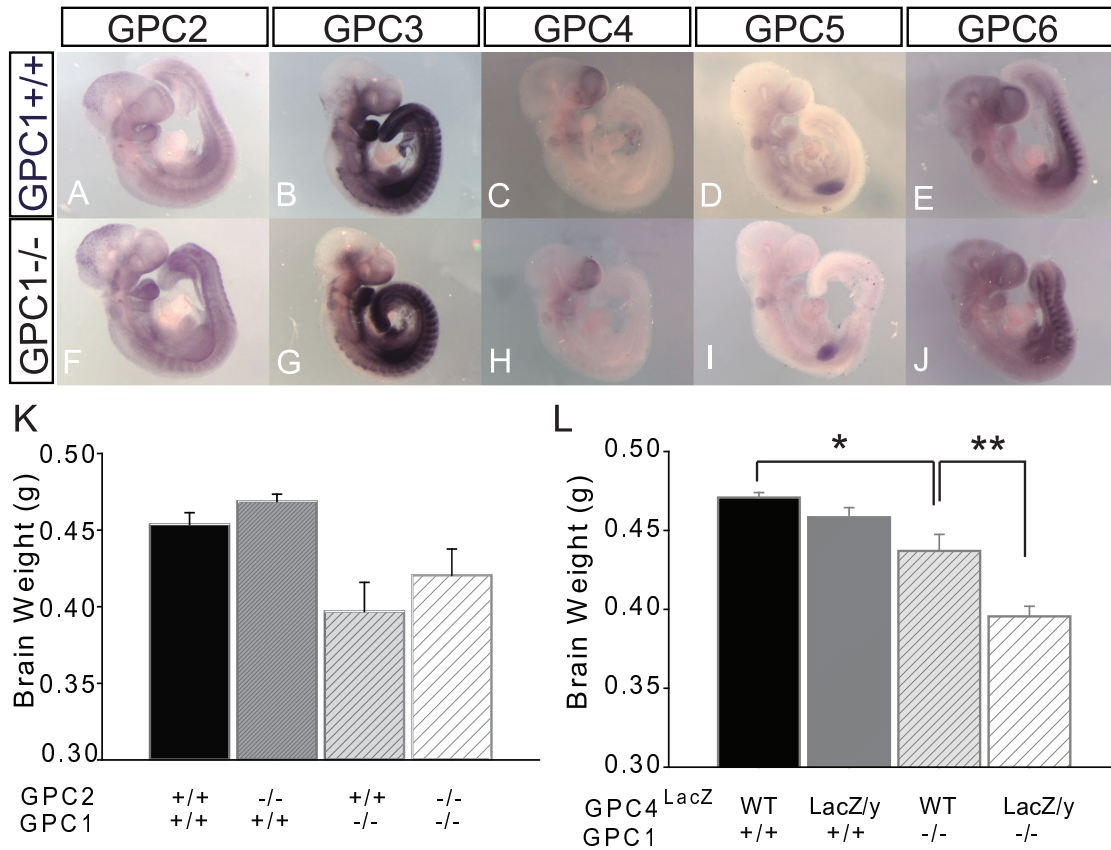 GPC2 GPC3 GPC4 GPC5 GPC6
GPC1+/+
A B C D E
GPC1-/-
F G H I J
K
Brain Weight (g)
0.50
0.45
0.40
0.35
0.30
GPC2 +/+ -/- +/+ -/-
GPC1 +/+ +/+ -/- -/-
L
* **
Brain Weight (g)
0.50
0.45
0.40
0.35
0.30
GPC4 LacZ WT LacZ/y WT LacZ/y
GPC1 +/+ +/+ -/- -/-